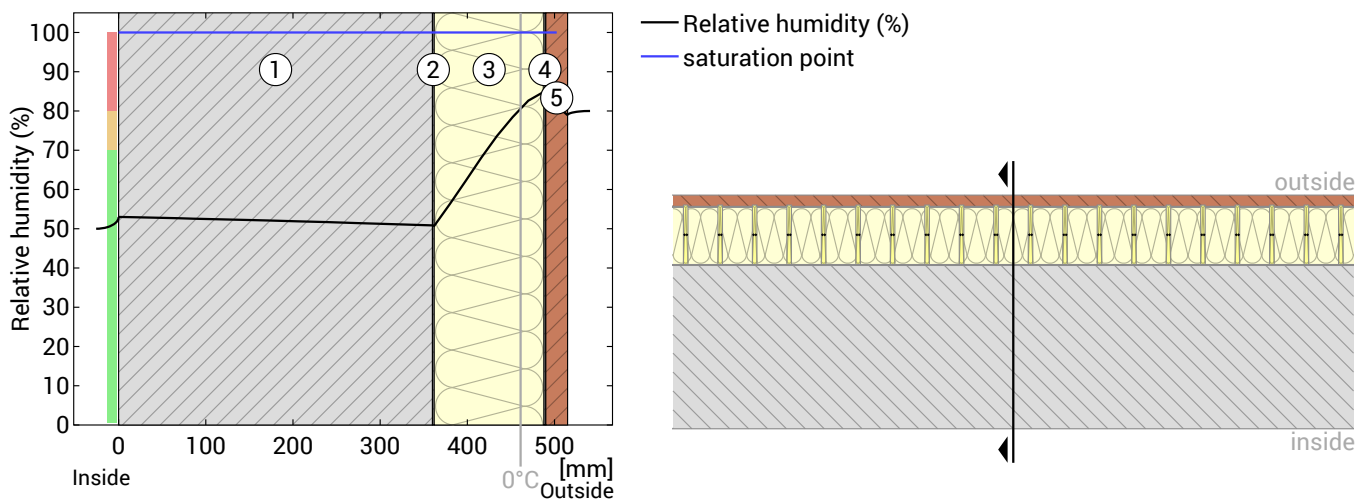 Relative humidity (%)
100
90
80
70
60
50
40
30
20
10
0
1
2
3
4
5
0
100
200
300
400
500
[mm]
Inside
0°C
Outside
Relative humidity (%)
saturation point
outside
inside